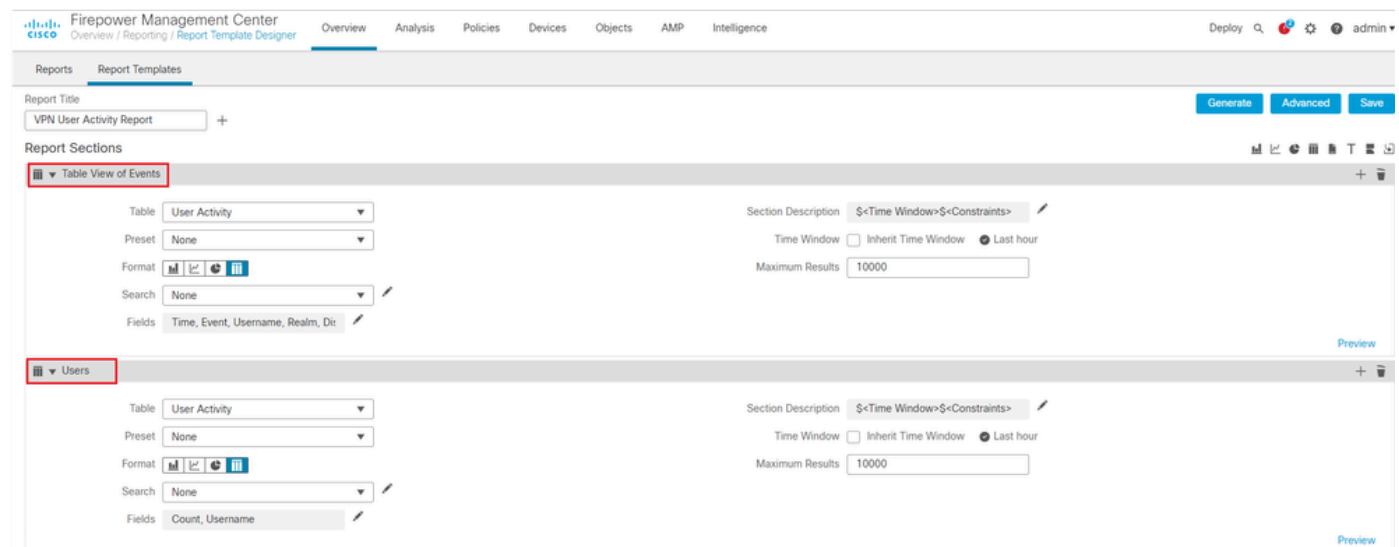 cisco
Firepower Management Center
Overview / Reporting / Report Template Designer
Overview Analysis Policies Devices Objects AMP Intelligence
Deploy 2 admin
Reports Report Templates
Report Title
VPN User Activity Report +
Generate Advanced Save
Report Sections
T
Table View of Events +
Table User Activity Section Description $<Time Window>$<Constraints>
Preset None Time Window Inherit Time Window Last hour
Format Maximum Results 10000
Search None
Fields Time, Event, Username, Realm, Dis
Preview
Users +
Table User Activity Section Description $<Time Window>$<Constraints>
Preset None Time Window Inherit Time Window Last hour
Format Maximum Results 10000
Search None
Fields Count, Username
Preview